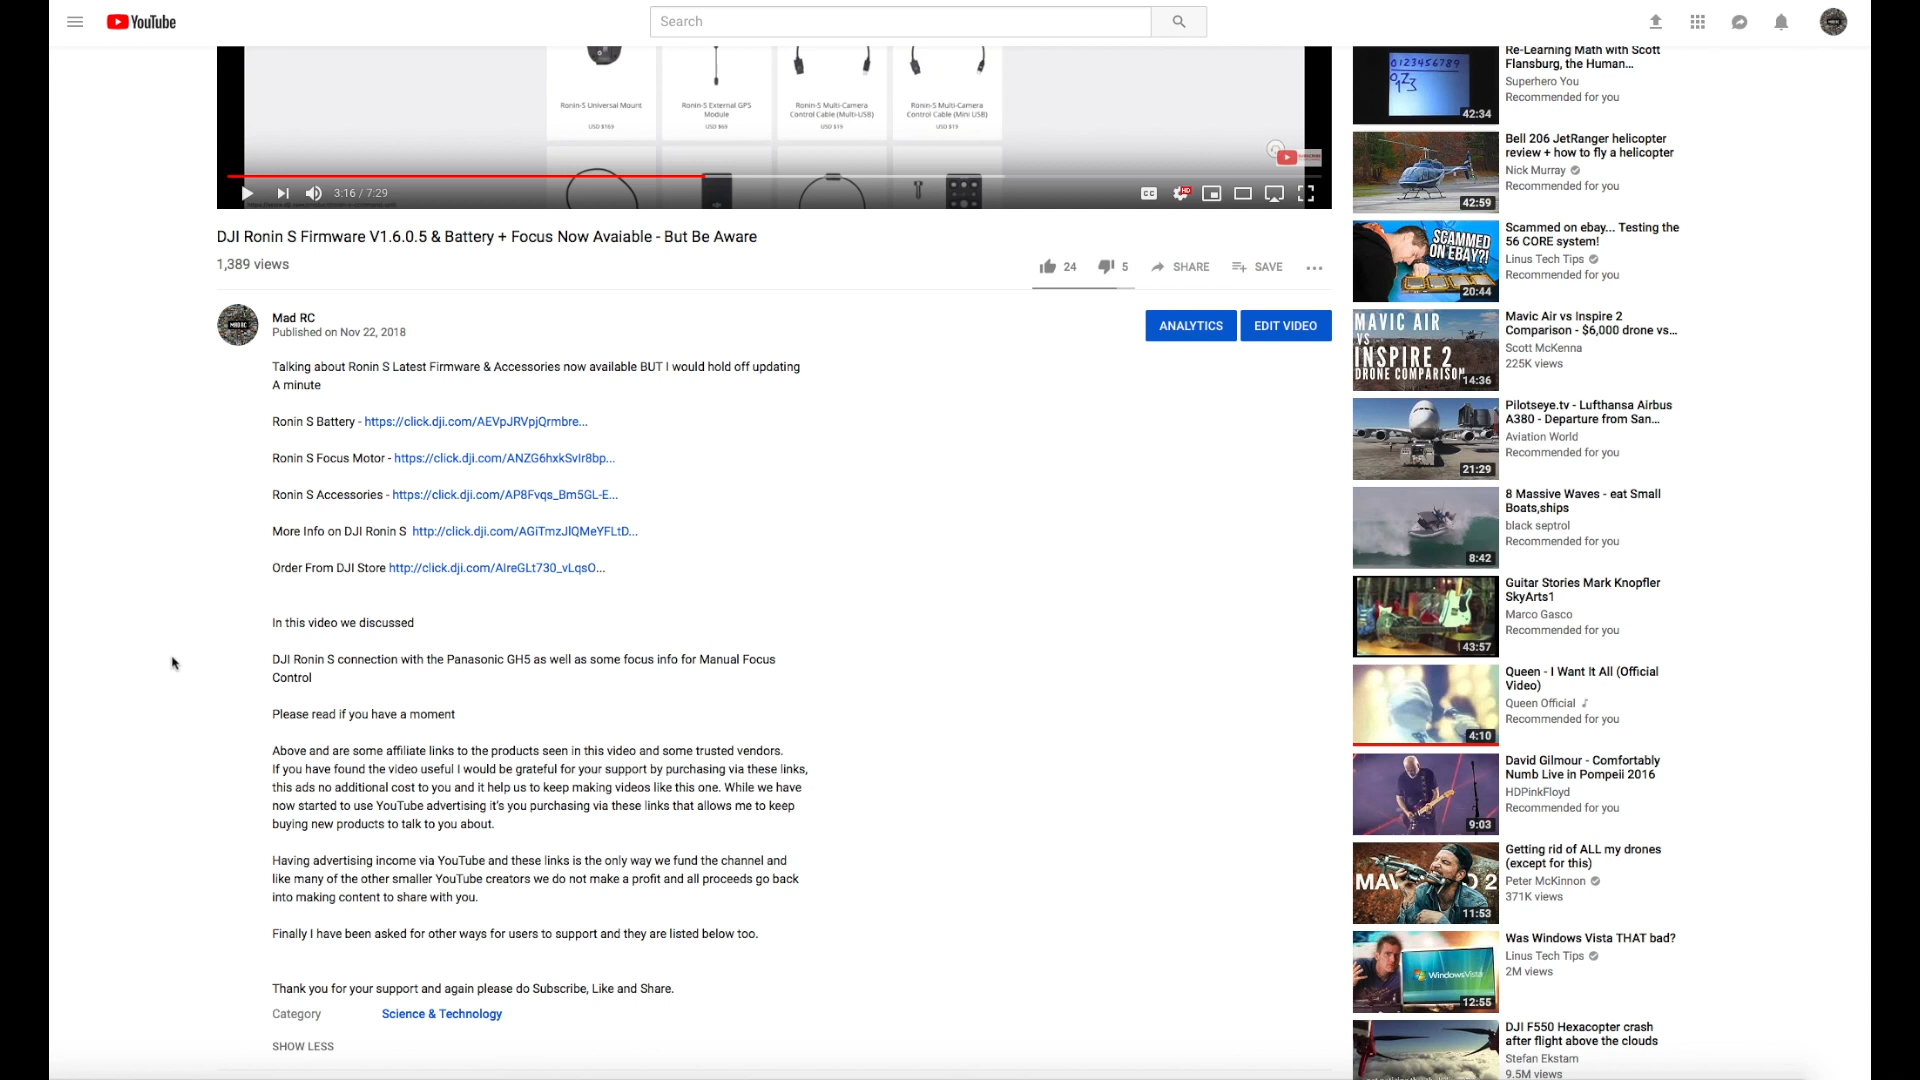 YouTube
Search
Ronin-S Universal Mount
USD $169
Ronin-S External GPS
Module
USD $69
Ronin-S Multi-Camera
Control Cable (Multi-USB)
USD $19
Ronin-S Multi-Camera
Control Cable (Mini USB)
USD $19
3:16 / 7:29
CC
HD
DJI Ronin S Firmware V1.6.0.5 & Battery + Focus Now Avaiable - But Be Aware
1,389 views
24
5
SHARE
SAVE
Mad RC
Published on Nov 22, 2018
ANALYTICS
EDIT VIDEO
Talking about Ronin S Latest Firmware & Accessories now available BUT I would hold off updating
A minute
Ronin S Battery - https://click.dji.com/AEVpJRVpjQrmbre...
Ronin S Focus Motor - https://click.dji.com/ANZG6hxkSvIr8bp...
Ronin S Accessories - https://click.dji.com/AP8Fvqs_Bm5GL-E...
More Info on DJI Ronin S http://click.dji.com/AGiTmzJlQMeYFLtD...
Order From DJI Store http://click.dji.com/AIreGLt730_vLqsO...
In this video we discussed
DJI Ronin S connection with the Panasonic GH5 as well as some focus info for Manual Focus
Control
Please read if you have a moment
Above and are some affiliate links to the products seen in this video and some trusted vendors.
If you have found the video useful I would be grateful for your support by purchasing via these links,
this ads no additional cost to you and it help us to keep making videos like this one. While we have
now started to use YouTube advertising it's you purchasing via these links that allows me to keep
buying new products to talk to you about.
Having advertising income via YouTube and these links is the only way we fund the channel and
like many of the other smaller YouTube creators we do not make a profit and all proceeds go back
into making content to share with you.
Finally I have been asked for other ways for users to support and they are listed below too.
Thank you for your support and again please do Subscribe, Like and Share.
Category
Science & Technology
SHOW LESS
0123456789
42:34
Re-Learning Math with Scott
Flansburg, the Human...
Superhero You
Recommended for you
42:59
Bell 206 JetRanger helicopter
review + how to fly a helicopter
Nick Murray
Recommended for you
SCAMMED
ON EBAY?!
20:44
Scammed on ebay... Testing the
56 CORE system!
Linus Tech Tips
Recommended for you
MAVIC AIR
VS
INSPIRE 2
DRONE COMPARISON
14:36
Mavic Air vs Inspire 2
Comparison - $6,000 drone vs...
Scott McKenna
225K views
21:29
Pilotseye.tv - Lufthansa Airbus
A380 - Departure from San...
Aviation World
Recommended for you
8:42
8 Massive Waves - eat Small
Boats,ships
black septrol
Recommended for you
43:57
Guitar Stories Mark Knopfler
SkyArts1
Marco Gasco
Recommended for you
4:10
Queen - I Want It All (Official
Video)
Queen Official
Recommended for you
9:03
David Gilmour - Comfortably
Numb Live in Pompeii 2016
HDPinkFloyd
Recommended for you
11:53
Getting rid of ALL my drones
(except for this)
Peter McKinnon
371K views
WindowsVista
12:55
Was Windows Vista THAT bad?
Linus Tech Tips
2M views
DJI F550 Hexacopter crash
after flight above the clouds
Stefan Ekstam
9.5M views